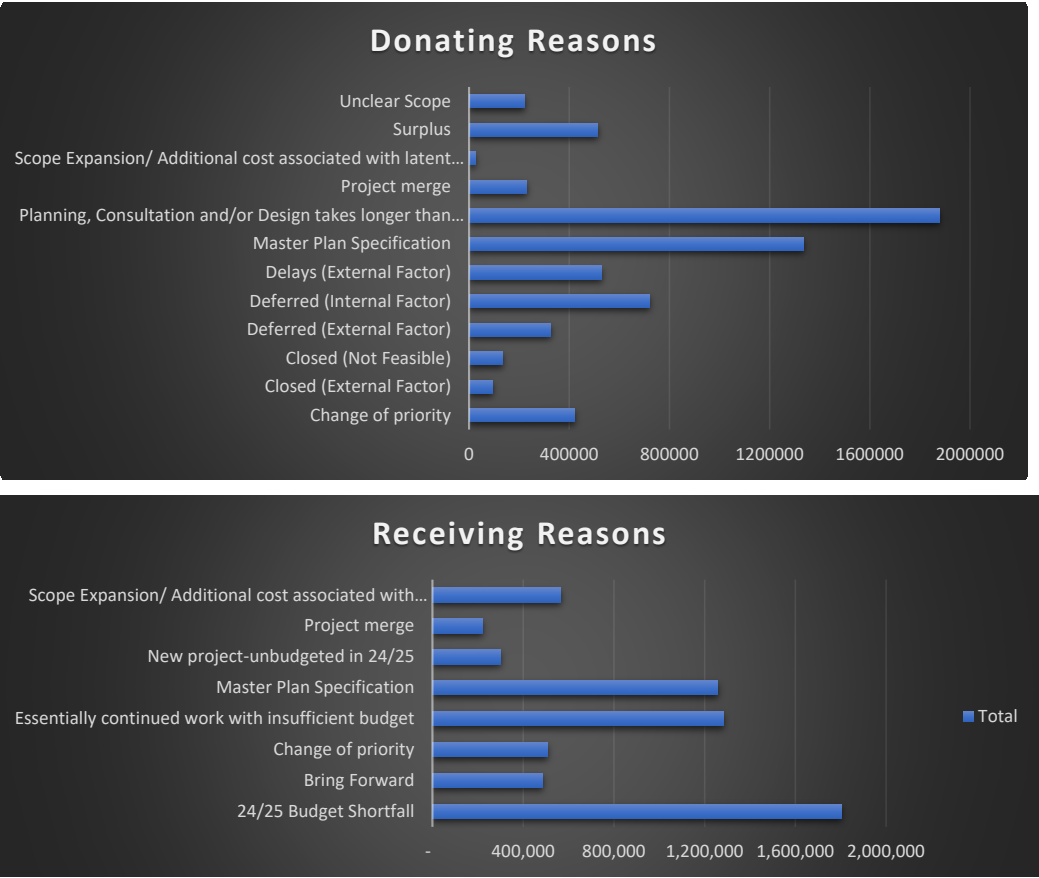 Donating Reasons
Unclear Scope
Surplus
Scope Expansion/ Additional cost associated with latent...
Project merge
Planning, Consultation and/or Design takes longer than...
Master Plan Specification
Delays (External Factor)
Deferred (Internal Factor)
Deferred (External Factor)
Closed (Not Feasible)
Closed (External Factor)
Change of priority
0 400000 800000 1200000 1600000 2000000
Receiving Reasons
Scope Expansion/ Additional cost associated with...
Project merge
New project-unbudgeted in 24/25
Master Plan Specification
Essentially continued work with insufficient budget
Total
Change of priority
Bring Forward
24/25 Budget Shortfall
- 400,000 800,000 1,200,000 1,600,000 2,000,000